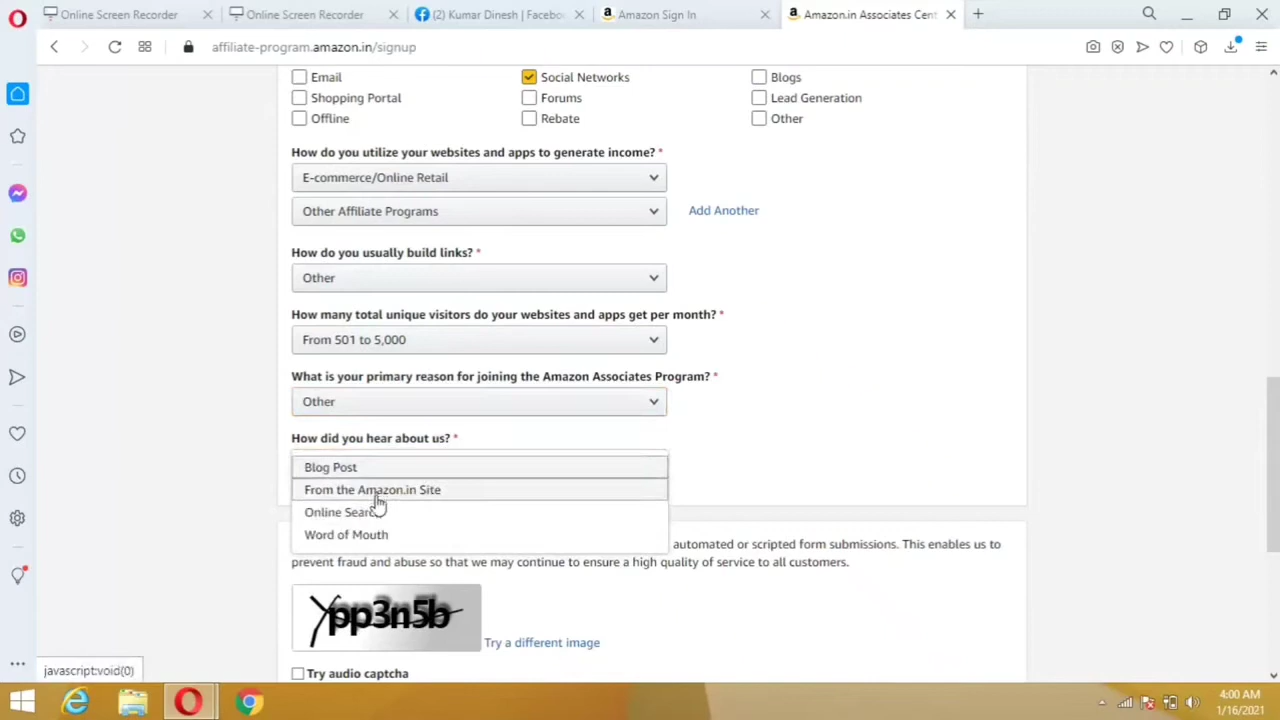 Online Screen Recorder
Online Screen Recorder
(2) Kumar Dinesh | Facebo
Amazon Sign In
Amazon.in Associates Cent
affiliate-program.amazon.in/signup
Email
Social Networks
Blogs
Shopping Portal
Forums
Lead Generation
Offline
Rebate
Other
How do you utilize your websites and apps to generate income? *
E-commerce/Online Retail
Other Affiliate Programs
Add Another
How do you usually build links? *
Other
How many total unique visitors do your websites and apps get per month? *
From 501 to 5,000
What is your primary reason for joining the Amazon Associates Program? *
Other
How did you hear about us? *
Blog Post
From the Amazon.in Site
Online Search
Word of Mouth
automated or scripted form submissions. This enables us to
prevent fraud and abuse so that we may continue to ensure a high quality of service to all customers.
pp3n5b
Try a different image
Try audio captcha
javascript:void(0)
4:00 AM
1/16/2021